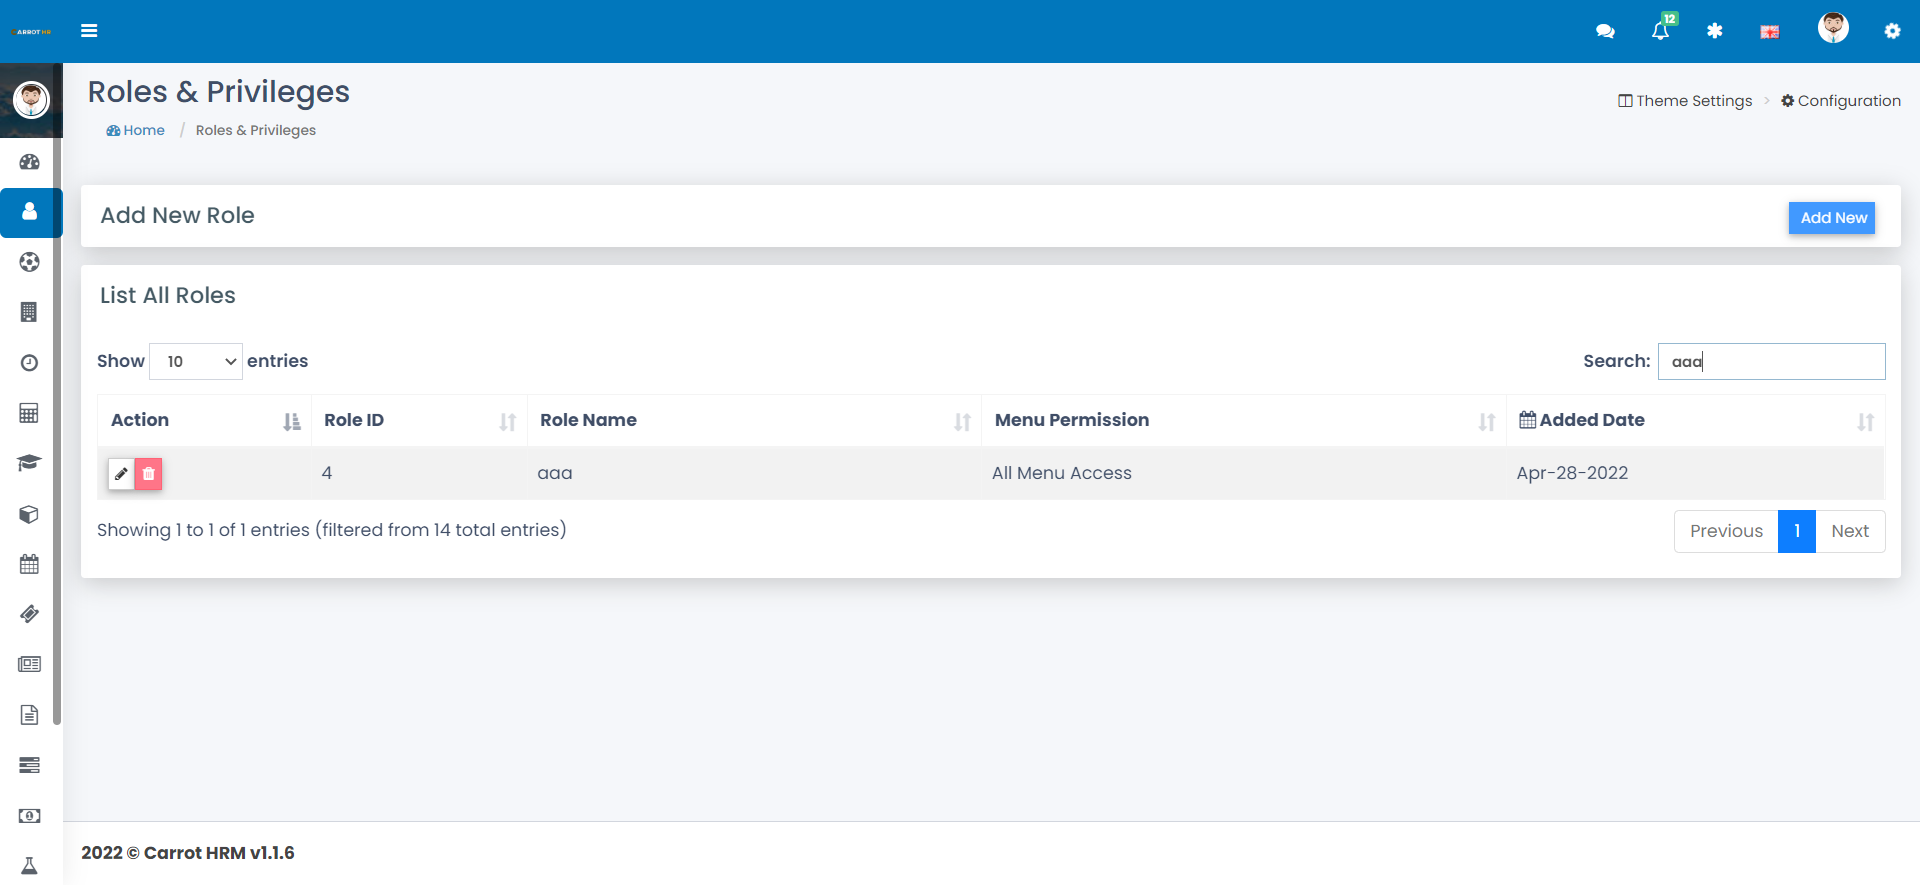 ARROT HR
12
Roles & Privileges
Theme Settings > Configuration
Home / Roles & Privileges
Add New Role
Add New
List All Roles
Show 10 entries
Search: aaa
Action Role ID Role Name Menu Permission Added Date
4 aaa All Menu Access Apr-28-2022
Showing 1 to 1 of 1 entries (filtered from 14 total entries)
Previous 1 Next
2022 © Carrot HRM v1.1.6